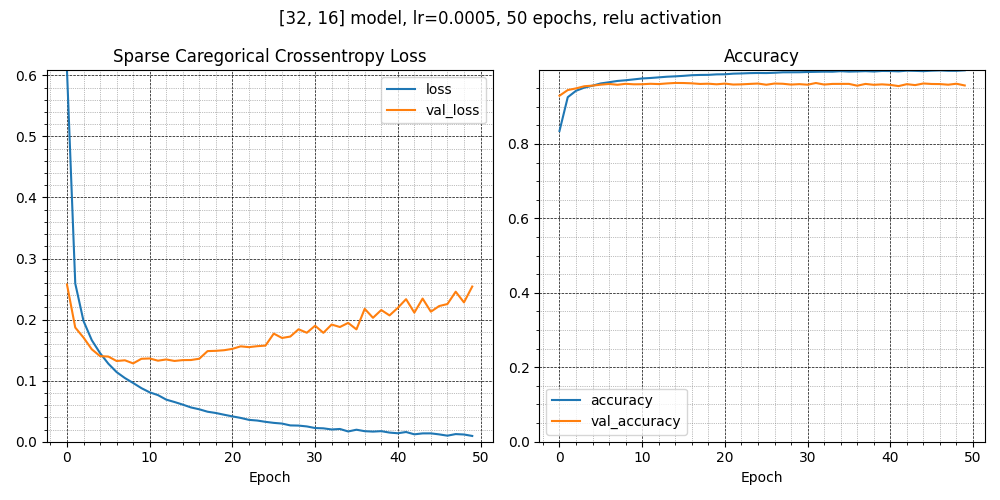 [32, 16] model, lr=0.0005, 50 epochs, relu activation
Sparse Caregorical Crossentropy Loss
0.6
0.5
0.4
0.3
0.2
0.1
0.0
loss
val_loss
0
10
20
30
40
50
Epoch
Accuracy
0.8
0.6
0.4
0.2
0.0
accuracy
val_accuracy
0
10
20
30
40
50
Epoch